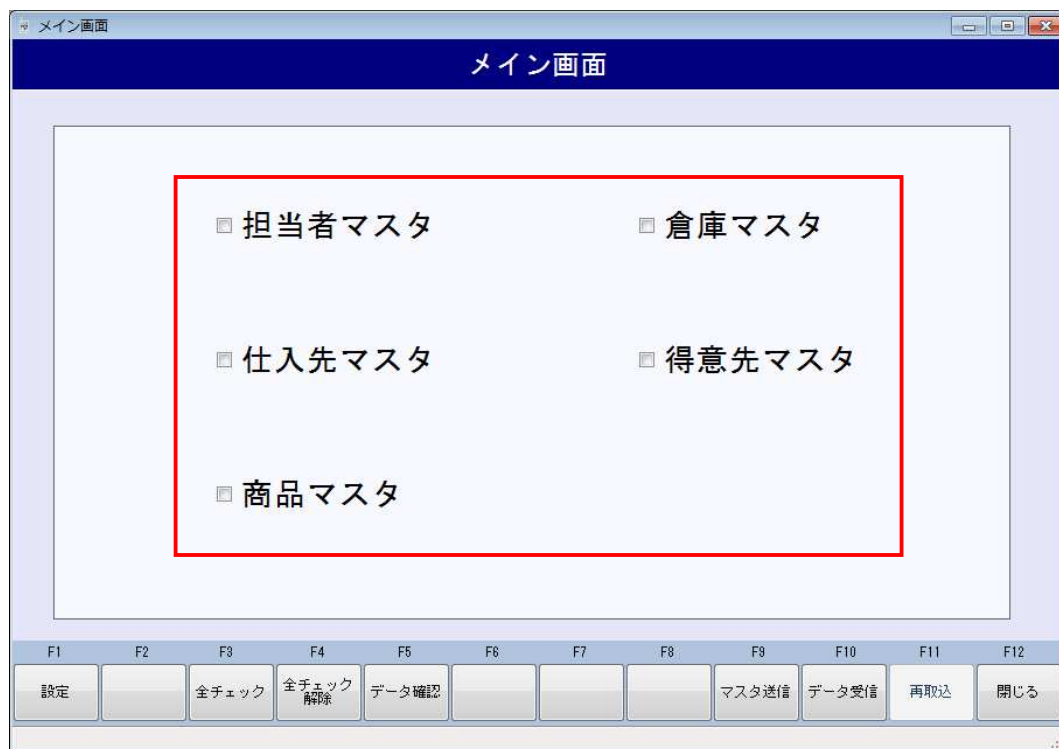 メイン画面
メイン画面
担当者マスタ 倉庫マスタ
仕入先マスタ 得意先マスタ
商品マスタ
F1 F2 F3 F4 F5 F6 F7 F8 F9 F10 F11 F12
設定 全チェック 全チェック解除 データ確認 マスタ送信 データ受信 再取込 閉じる